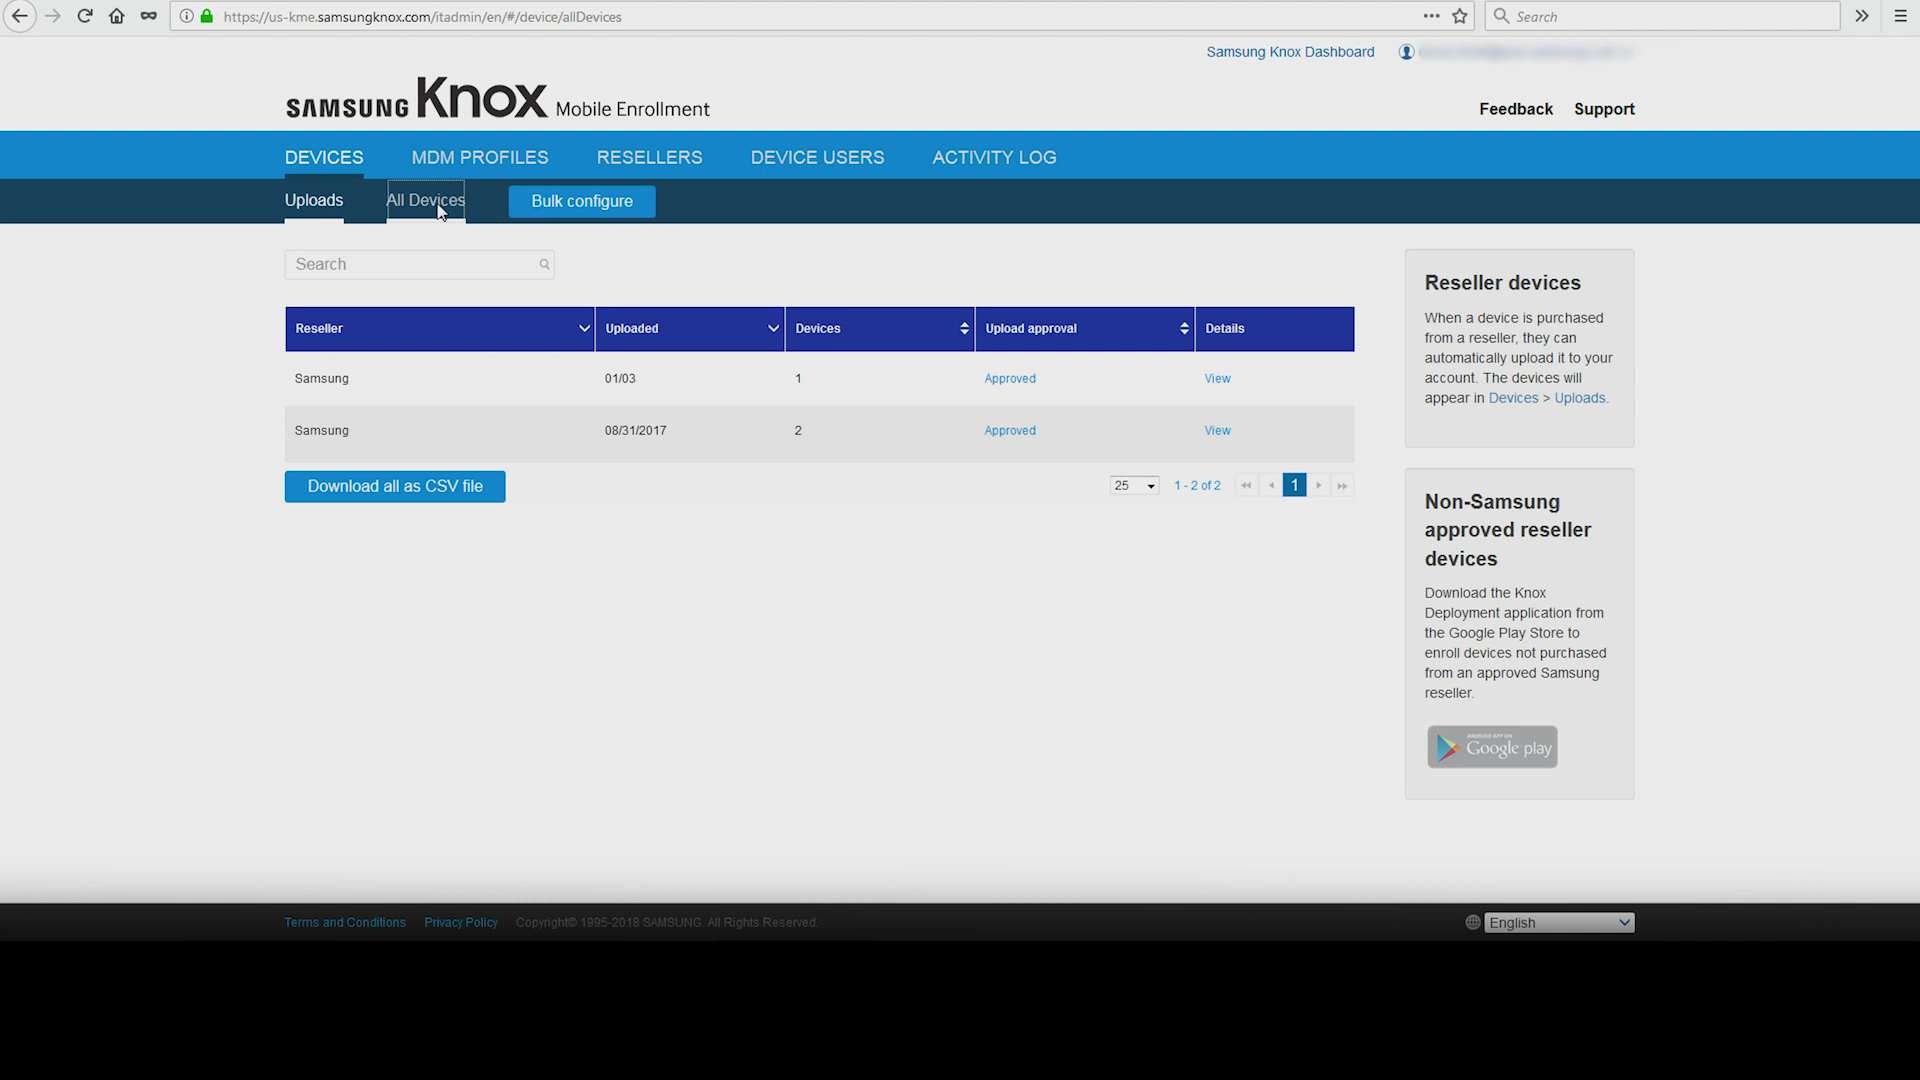 https://us-kme.samsungknox.com/itadmin/en/#/device/allDevices
Search
Samsung Knox Dashboard
SAMSUNG Knox Mobile Enrollment
Feedback Support
DEVICES MDM PROFILES RESELLERS DEVICE USERS ACTIVITY LOG
Uploads All Devices Bulk configure
Search
Reseller Uploaded Devices Upload approval Details
Samsung 01/03 1 Approved View
Samsung 08/31/2017 2 Approved View
Download all as CSV file
25 1 - 2 of 2 1
Reseller devices
When a device is purchased
from a reseller, they can
automatically upload it to your
account. The devices will
appear in Devices > Uploads.
Non-Samsung
approved reseller
devices
Download the Knox
Deployment application from
the Google Play Store to
enroll devices not purchased
from an approved Samsung
reseller.
ANDROID APP ON
Google play
Terms and Conditions Privacy Policy Copyright© 1995-2018 SAMSUNG. All Rights Reserved.
English